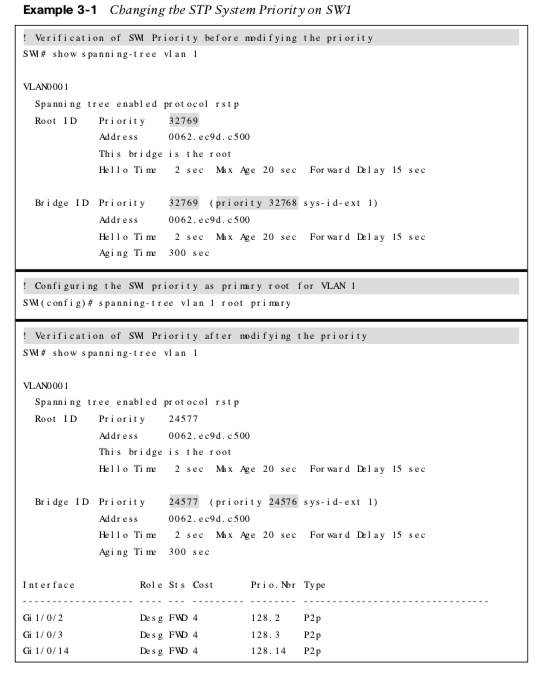 Example 3-1 Changing the STP System Priority on SW1
! Verification of SW1 Priority before modifying the priority
SW1# show spanning-tree vlan 1
VLAN0001
Spanning tree enabled protocol rstp
Root ID Priority 32769
Address 0062.ec9d.c500
This bridge is the root
Hello Time 2 sec Max Age 20 sec Forward Delay 15 sec
Bridge ID Priority 32769 (priority 32768 sys-id-ext 1)
Address 0062.ec9d.c500
Hello Time 2 sec Max Age 20 sec Forward Delay 15 sec
Aging Time 300 sec
! Configuring the SW1 priority as primary root for VLAN 1
SW1(config)# spanning-tree vlan 1 root primary
! Verification of SW1 Priority after modifying the priority
SW1# show spanning-tree vlan 1
VLAN0001
Spanning tree enabled protocol rstp
Root ID Priority 24577
Address 0062.ec9d.c500
This bridge is the root
Hello Time 2 sec Max Age 20 sec Forward Delay 15 sec
Bridge ID Priority 24577 (priority 24576 sys-id-ext 1)
Address 0062.ec9d.c500
Hello Time 2 sec Max Age 20 sec Forward Delay 15 sec
Aging Time 300 sec
Interface Role Sts Cost Prio.Nbr Type
------------------- ---- --- --------- -------- --------------------------------
Gi1/0/2 Desg FWD 4 128.2 P2p
Gi1/0/3 Desg FWD 4 128.3 P2p
Gi1/0/14 Desg FWD 4 128.14 P2p